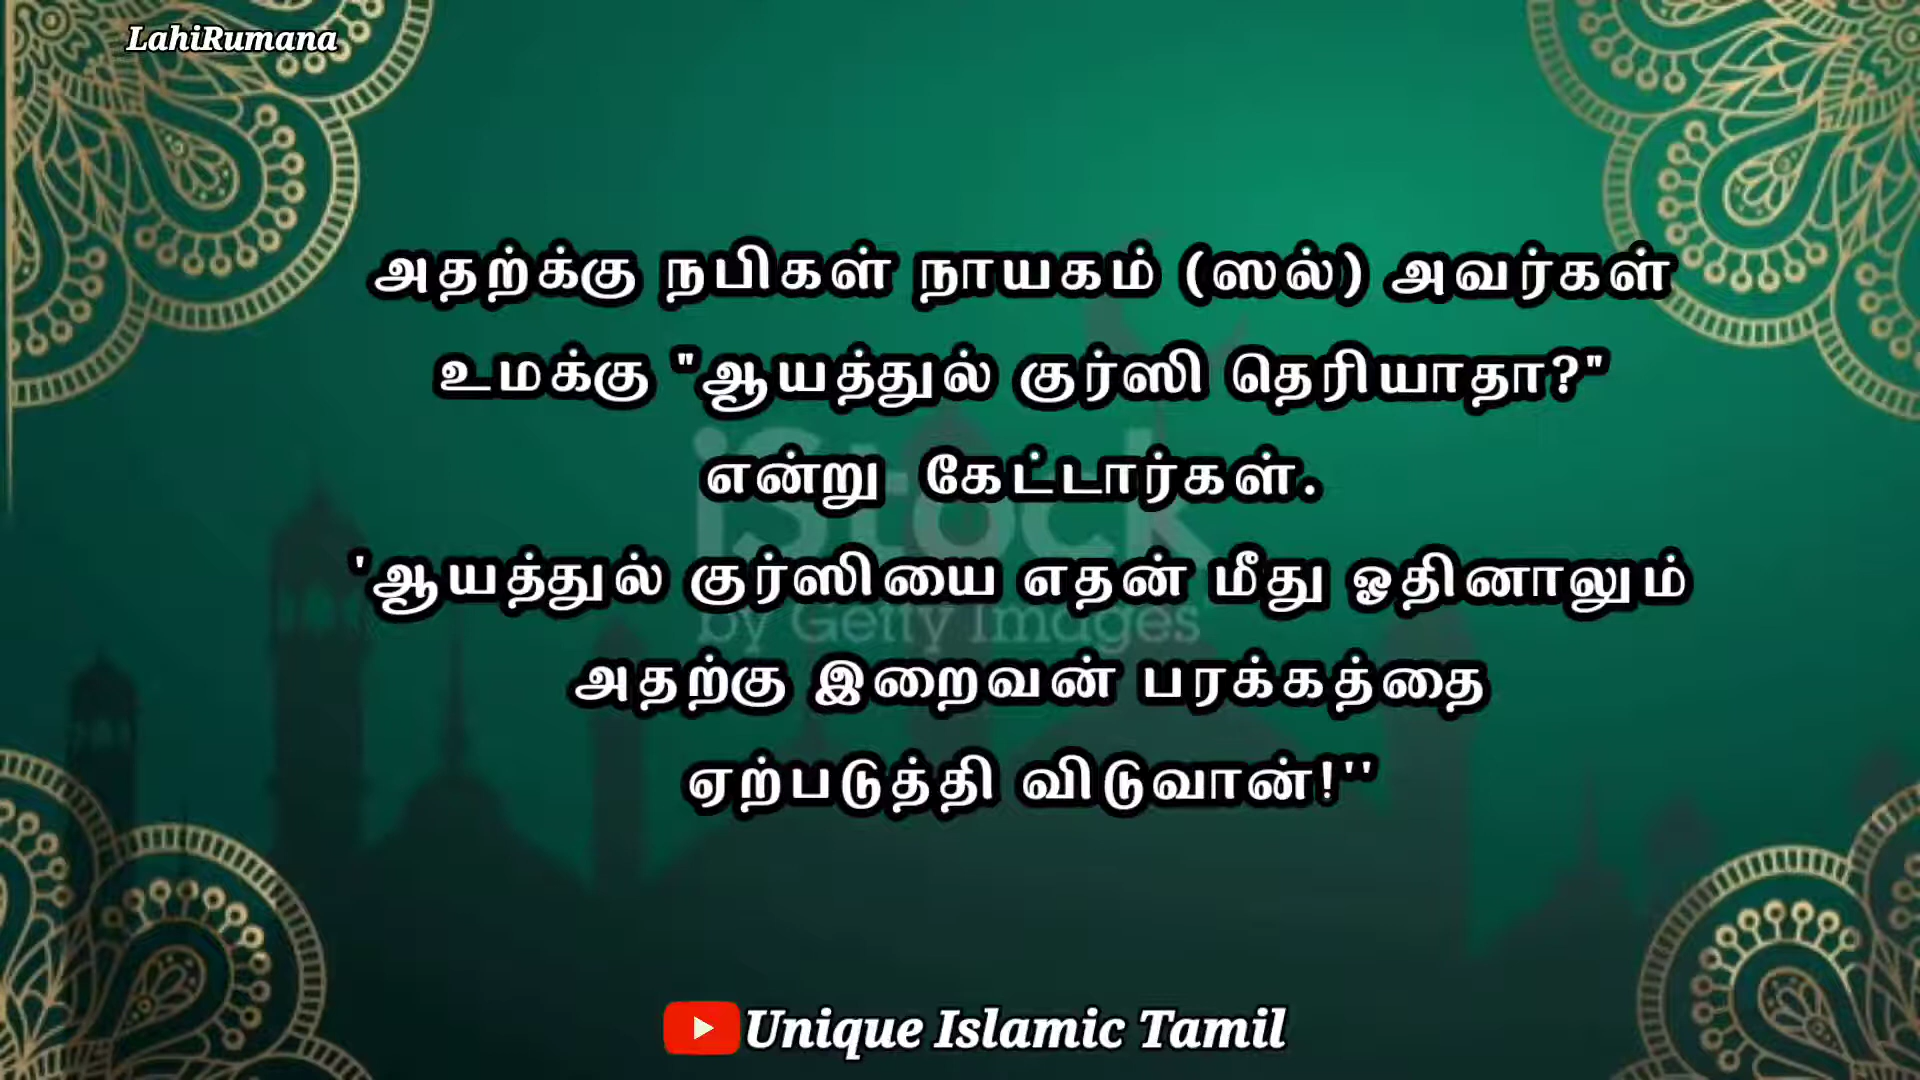 LahiRumana
அதற்க்கு நபிகள் நாயகம் (ஸல்) அவர்கள்
உமக்கு "ஆயத்துல் குர்ஸி தெரியாதா?"
என்று கேட்டார்கள்.
'ஆயத்துல் குர்ஸியை எதன் மீது ஓதினாலும்
அதற்கு இறைவன் பரக்கத்தை
ஏற்படுத்தி விடுவான்!''
iStock
by Getty Images
Unique Islamic Tamil